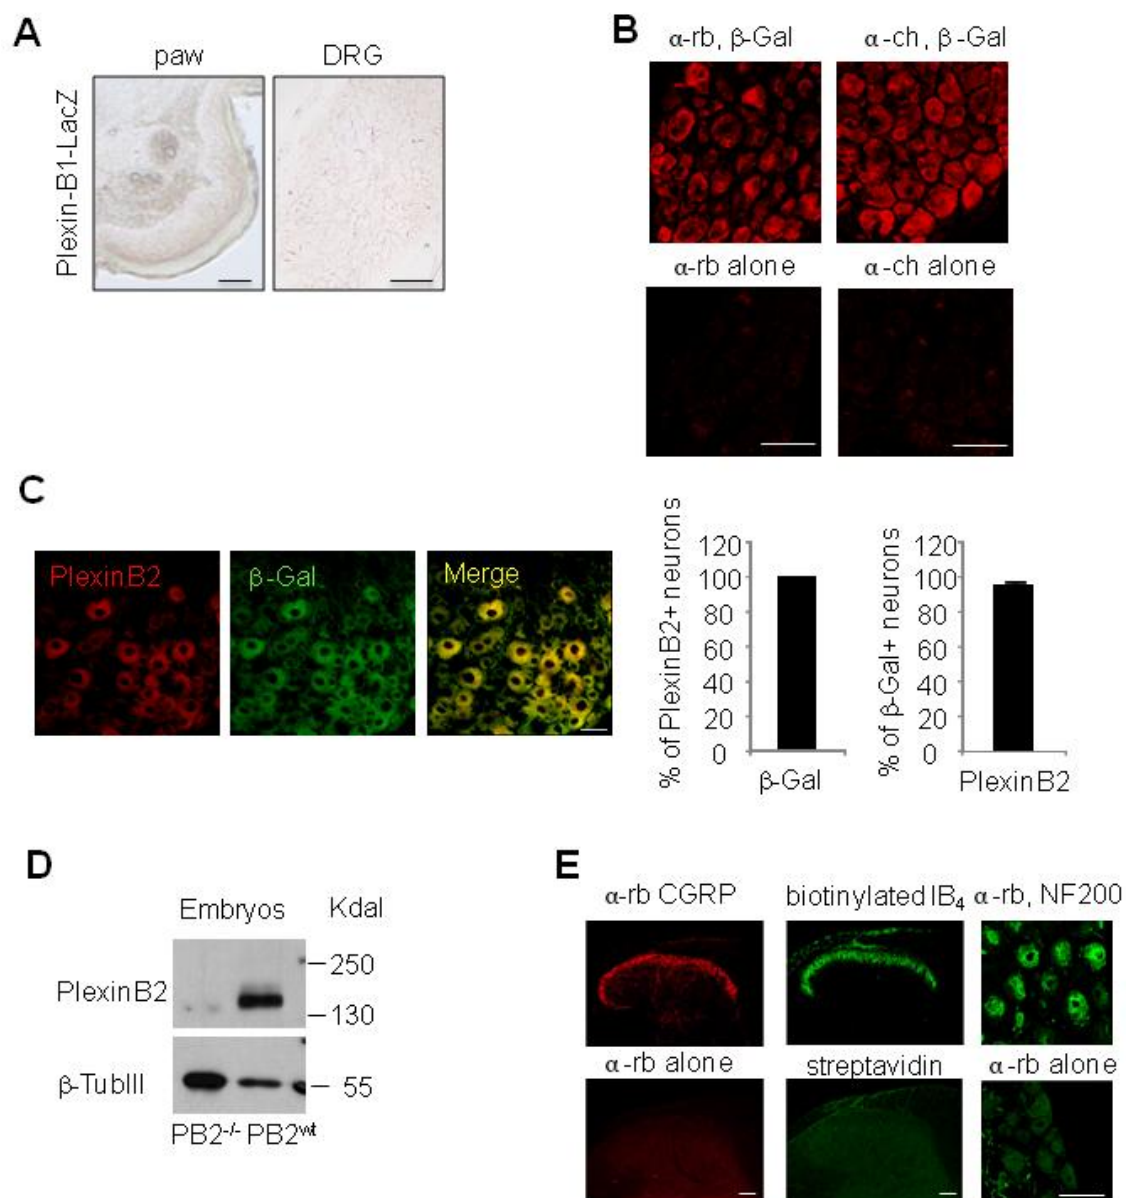 A
paw DRG
Plexin-B1-LacZ
B
α-rb, β-Gal α-ch, β-Gal
α-rb alone α-ch alone
C
PlexinB2 β-Gal Merge
% of PlexinB2+ neurons
120
100
80
60
40
20
0
β-Gal
% of β-Gal+ neurons
120
100
80
60
40
20
0
PlexinB2
D
Embryos Kdal
PlexinB2
250
130
β-TubIII
55
PB2-/- PB2wt
E
α-rb CGRP biotinylated IB4 α-rb, NF200
α-rb alone streptavidin α-rb alone